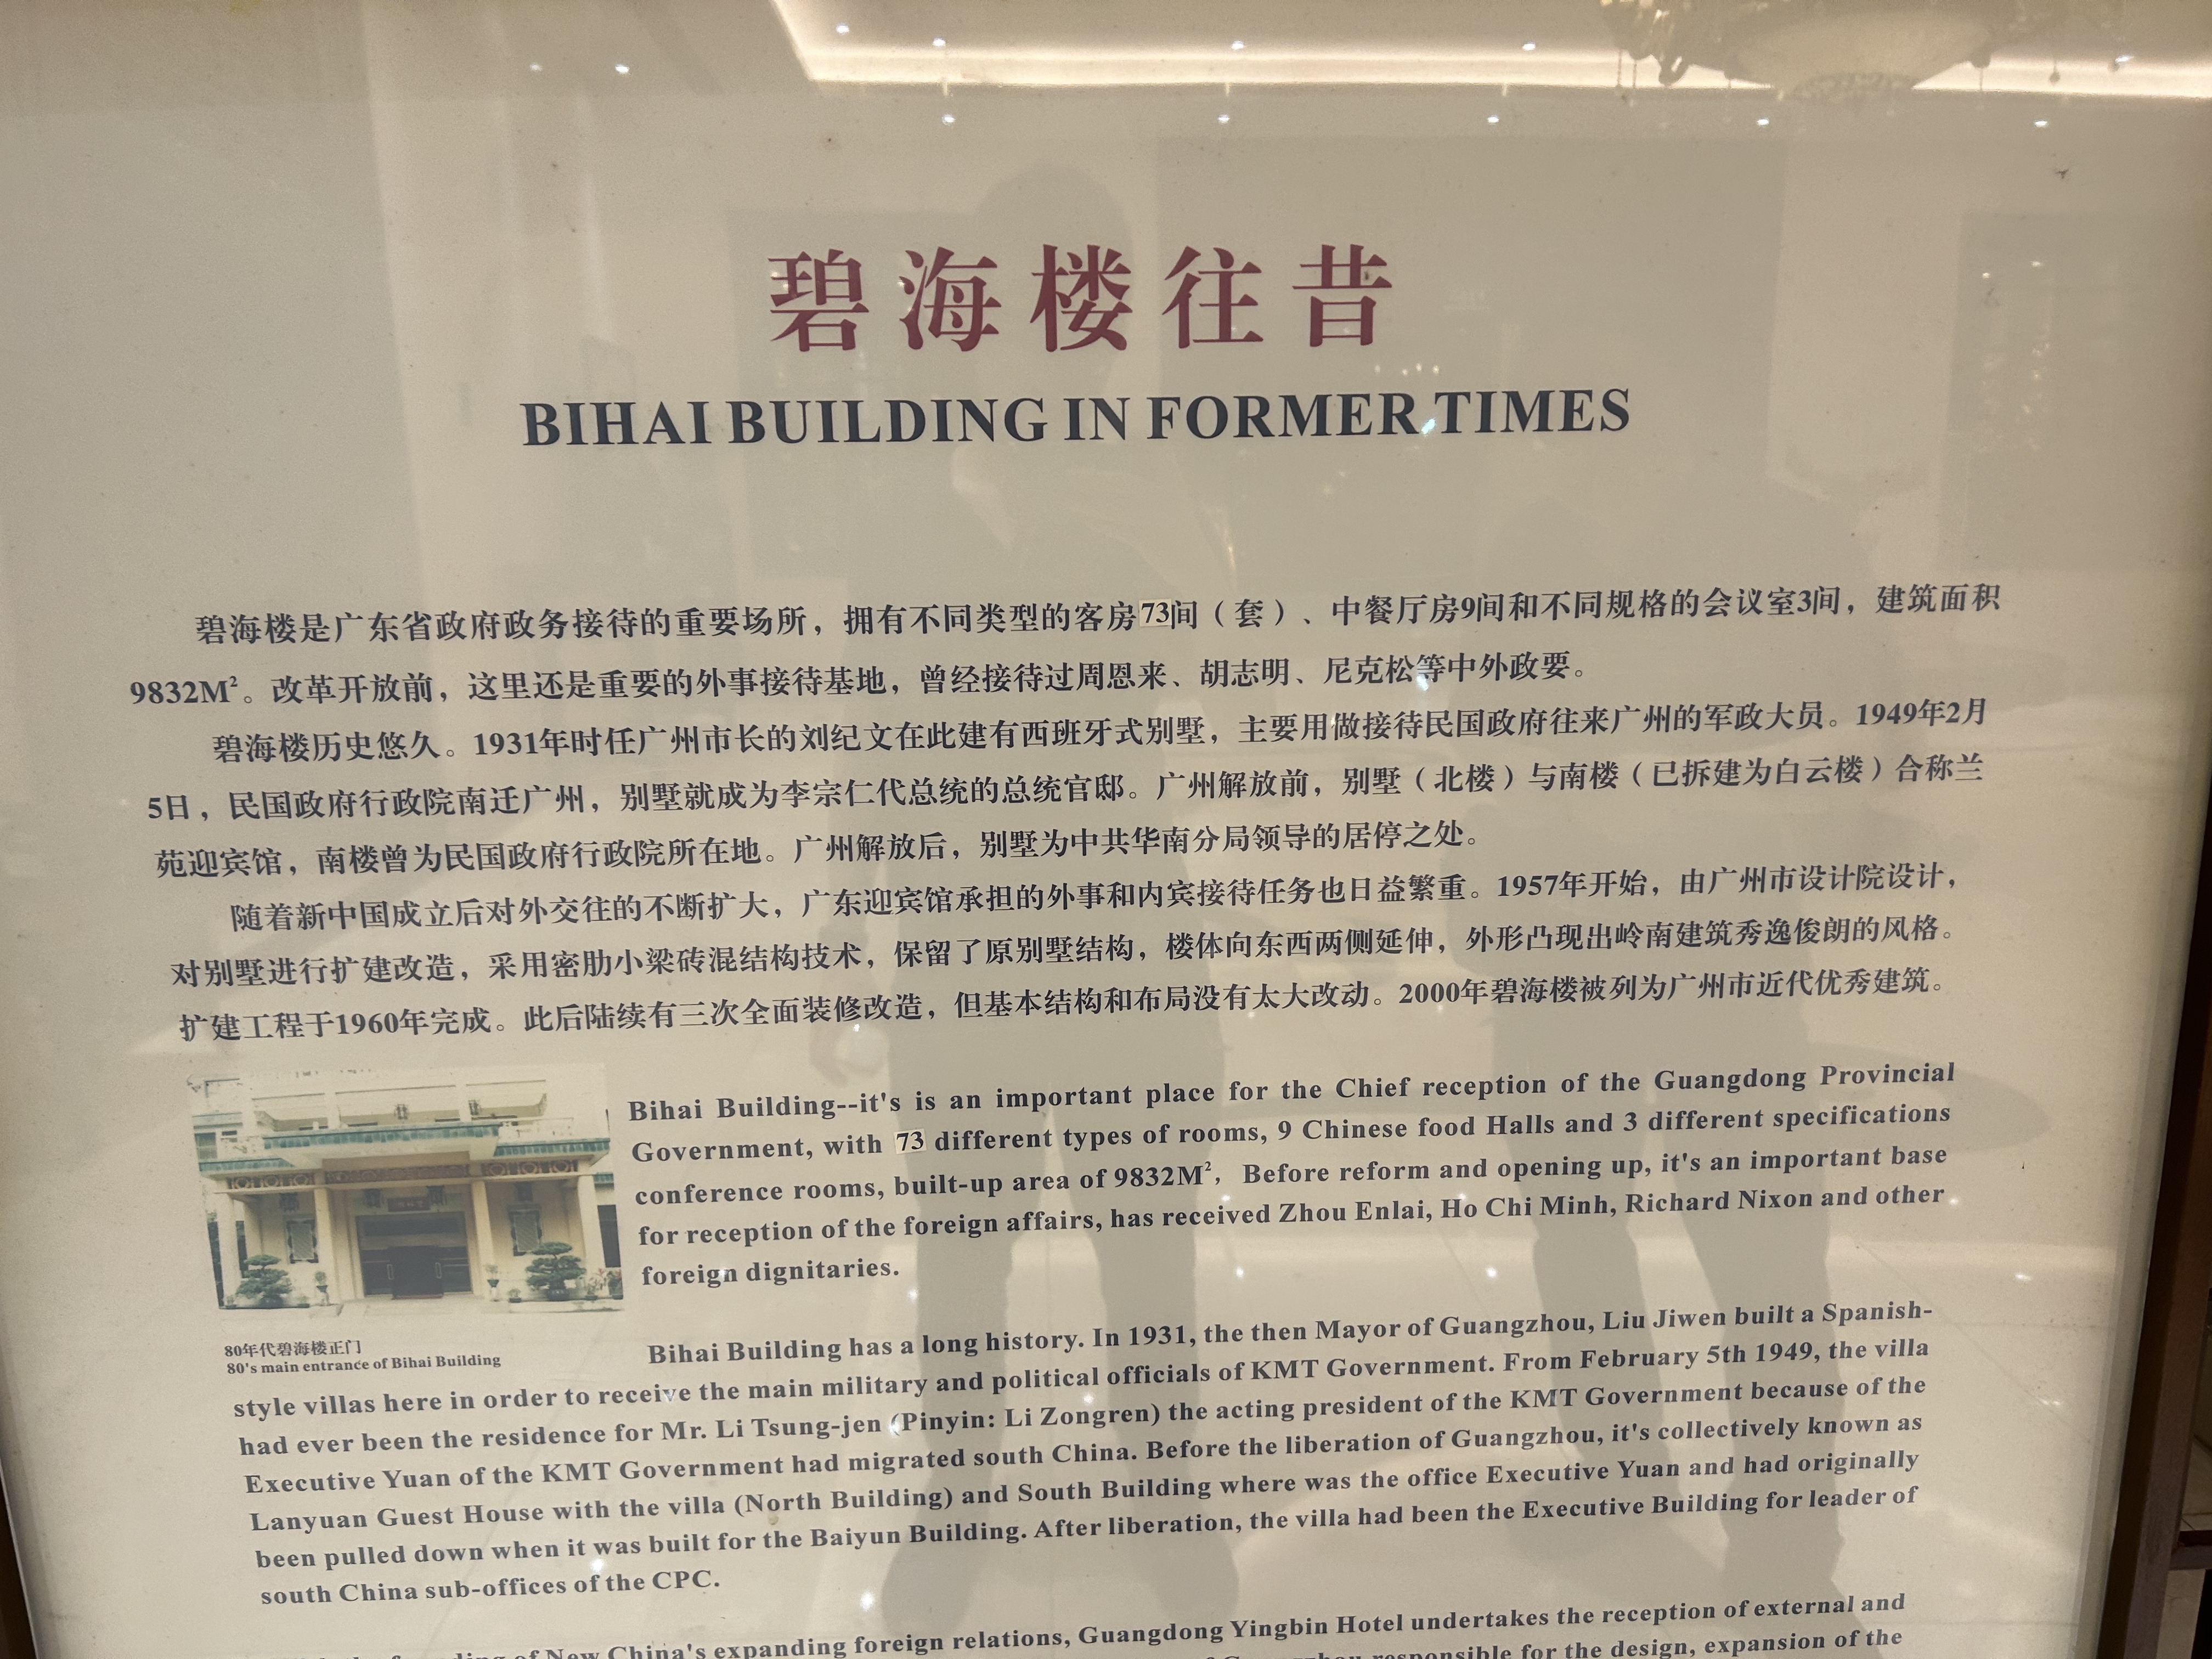 碧海楼往昔
BIHAI BUILDING IN FORMER TIMES
碧海楼是广东省政府政务接待的重要场所，拥有不同类型的客房73间（套）、中餐厅房9间和不同规格的会议室3间，建筑面积
9832M²。改革开放前，这里还是重要的外事接待基地，曾经接待过周恩来、胡志明、尼克松等中外政要。
碧海楼历史悠久。1931年时任广州市长的刘纪文在此建有西班牙式别墅，主要用做接待民国政府往来广州的军政大员。1949年2月
5日，民国政府行政院南迁广州，别墅就成为李宗仁代总统的总统官邸。广州解放前，别墅（北楼）与南楼（已拆建为白云楼）合称兰
苑迎宾馆，南楼曾为民国政府行政院所在地。广州解放后，别墅为中共华南分局领导的居停之处。
随着新中国成立后对外交往的不断扩大，广东迎宾馆承担的外事和内宾接待任务也日益繁重。1957年开始，由广州市设计院设计，
对别墅进行扩建改造，采用密肋小梁砖混结构技术，保留了原别墅结构，楼体向东西两侧延伸，外形凸现出岭南建筑秀逸俊朗的风格。
扩建工程于1960年完成。此后陆续有三次全面装修改造，但基本结构和布局没有太大改动。2000年碧海楼被列为广州市近代优秀建筑。
Bihai Building--it's is an important place for the Chief reception of the Guangdong Provincial
Government, with 73 different types of rooms, 9 Chinese food Halls and 3 different specifications
conference rooms, built-up area of 9832M², Before reform and opening up, it's an important base
for reception of the foreign affairs, has received Zhou Enlai, Ho Chi Minh, Richard Nixon and other
foreign dignitaries.
80年代碧海楼正门
80's main entrance of Bihai Building
Bihai Building has a long history. In 1931, the then Mayor of Guangzhou, Liu Jiwen built a Spanish-
style villas here in order to receive the main military and political officials of KMT Government. From February 5th 1949, the villa
had ever been the residence for Mr. Li Tsung-jen (Pinyin: Li Zongren) the acting president of the KMT Government because of the
Executive Yuan of the KMT Government had migrated south China. Before the liberation of Guangzhou, it's collectively known as
Lanyuan Guest House with the villa (North Building) and South Building where was the office Executive Yuan and had originally
been pulled down when it was built for the Baiyun Building. After liberation, the villa had been the Executive Building for leader of
south China sub-offices of the CPC.
of New China's expanding foreign relations, Guangdong Yingbin Hotel undertakes the reception of external and
responsible for the design, expansion of the